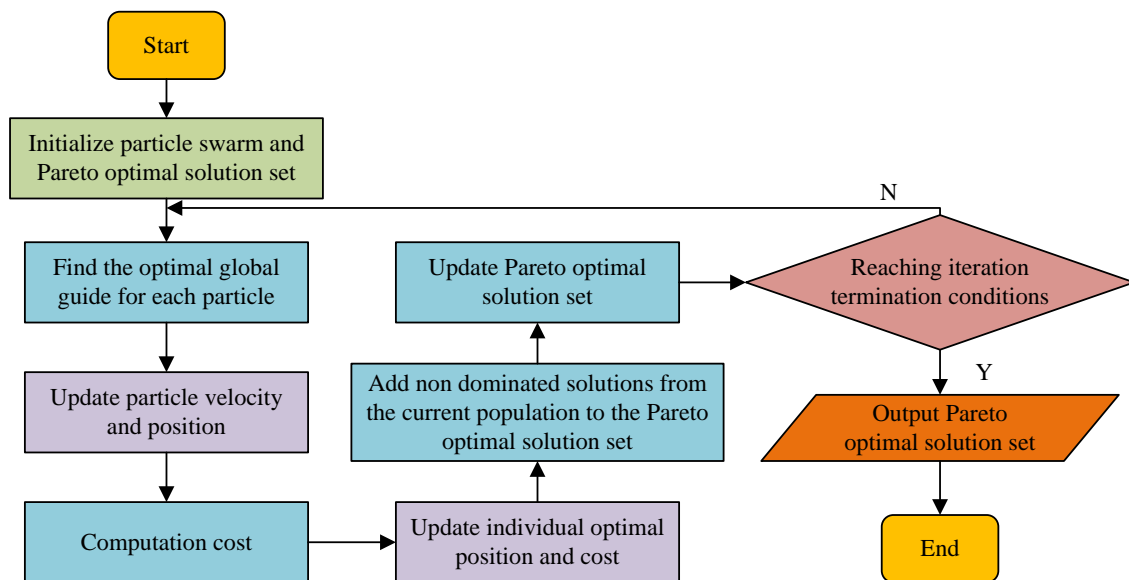 Start
Initialize particle swarm and
Pareto optimal solution set
Find the optimal global
guide for each particle
Update particle velocity
and position
Computation cost
Update individual optimal
position and cost
Add non dominated solutions from
the current population to the Pareto
optimal solution set
Update Pareto optimal
solution set
Reaching iteration
termination conditions
N
Y
Output Pareto
optimal solution set
End